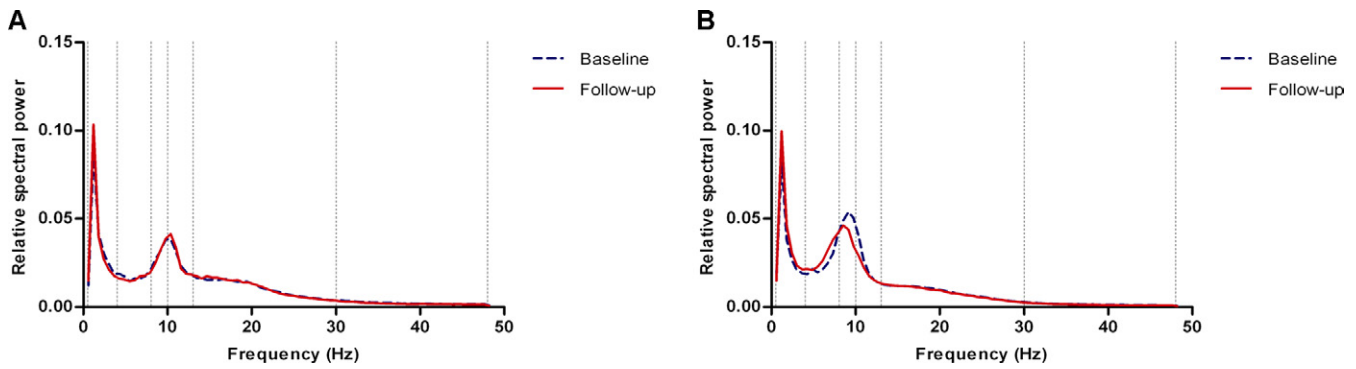 A
0.15
0.10
0.05
0.00
Relative spectral power
0 10 20 30 40 50
Frequency (Hz)
Baseline
Follow-up
B
0.15
0.10
0.05
0.00
Relative spectral power
0 10 20 30 40 50
Frequency (Hz)
Baseline
Follow-up